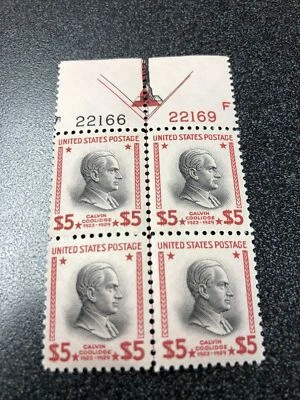 22166 22169 F
UNITED STATES POSTAGE UNITED STATES POSTAGE
$5 CALVIN $5 $5 CALVIN $5
COOLIDGE COOLIDGE
1923-1929 1923-1929
UNITED STATES POSTAGE UNITED STATES POSTAGE
$5 CALVIN $5 $5 CALVIN $5
COOLIDGE COOLIDGE
1923-1929 1923-1929